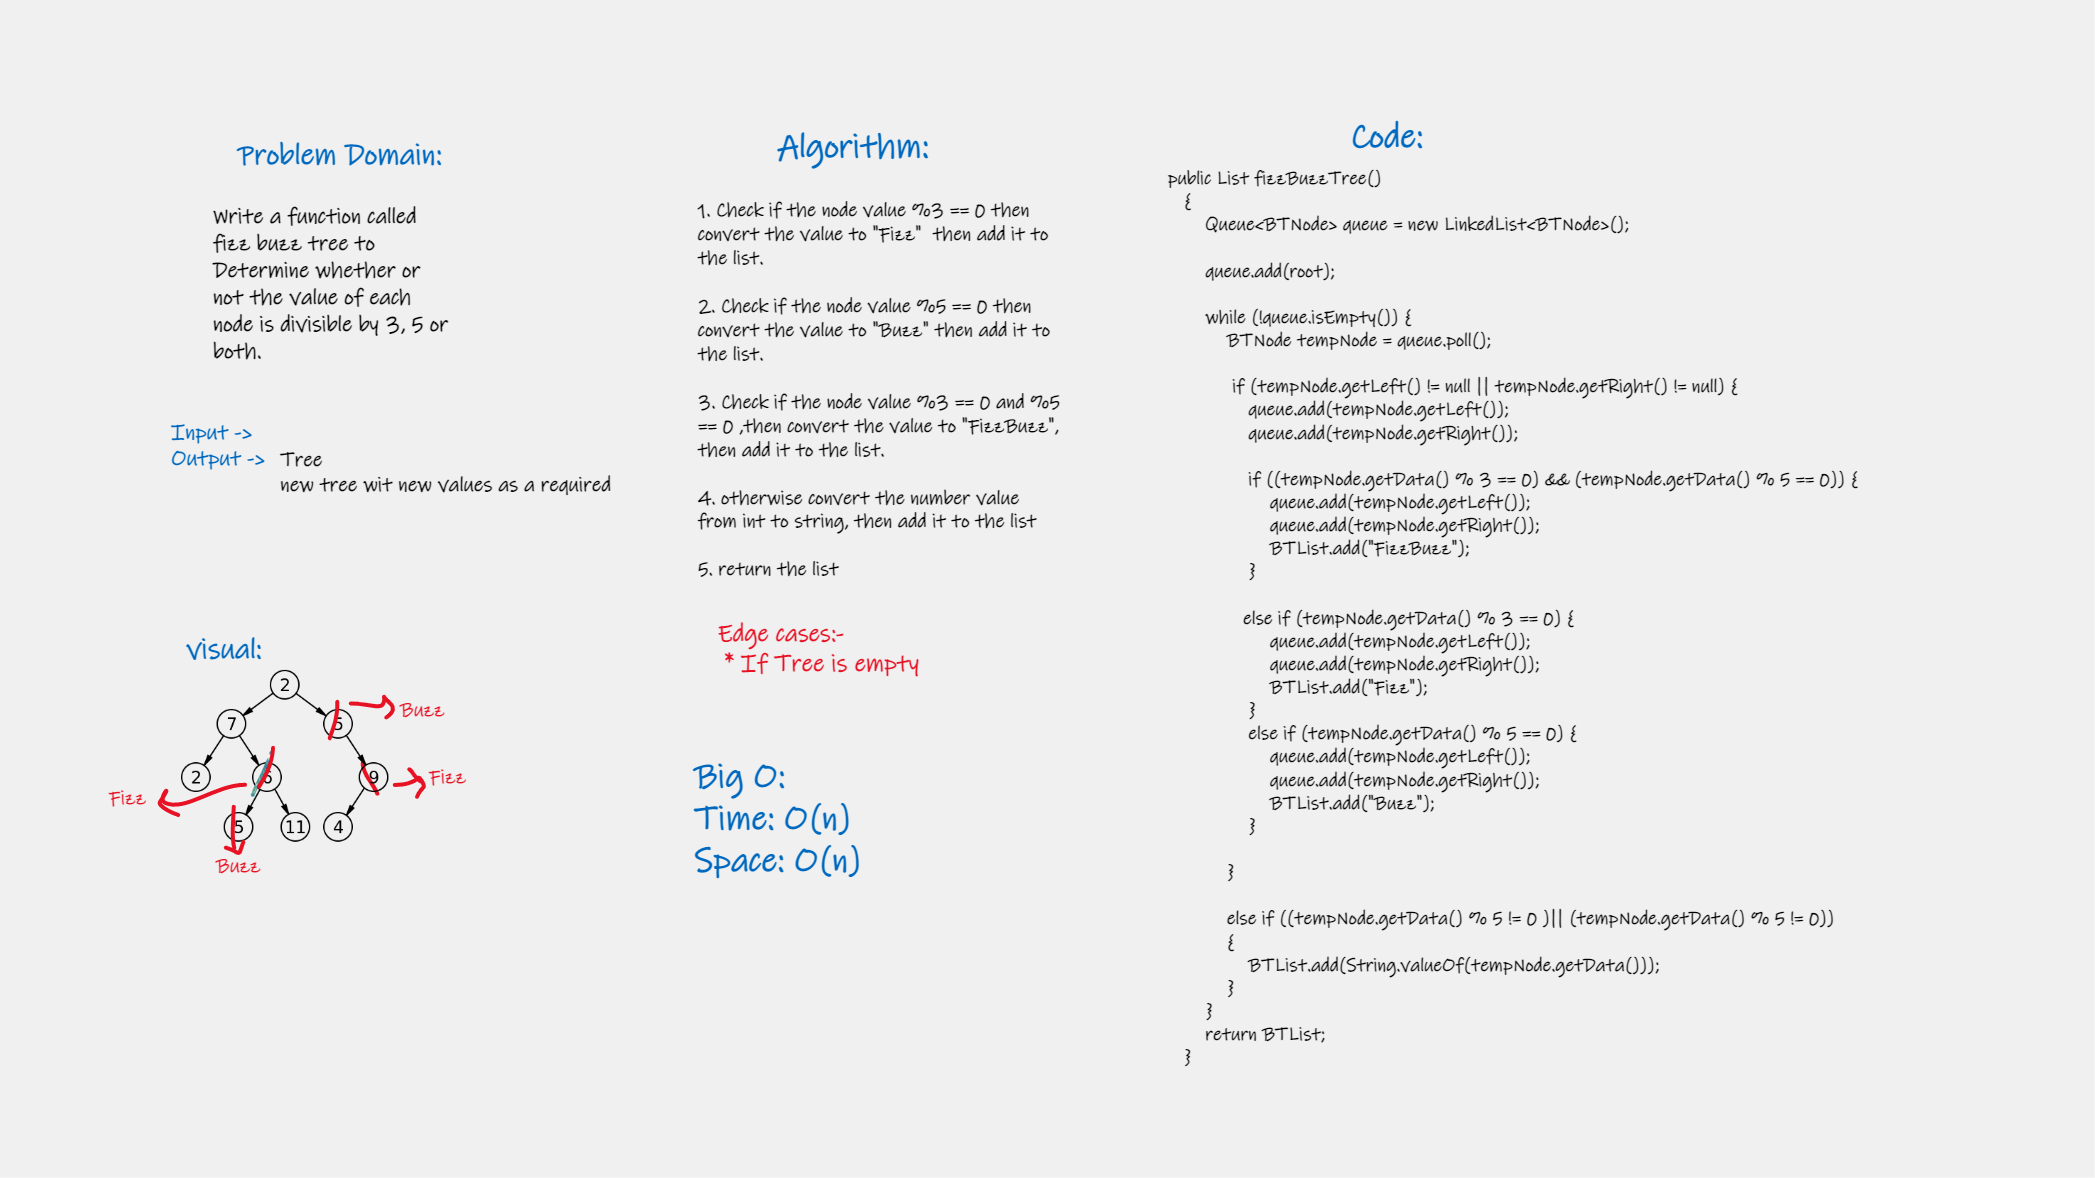 Problem Domain:
Write a function called
fizz buzz tree to
Determine whether or
not the value of each
node is divisible by 3, 5 or
both.
Input ->
Output ->
Tree
new tree wit new values as a required
visual:
2
7
5
Buzz
2
6
9
Fizz
Fizz
5
11
4
Buzz
Algorithm:
1. Check if the node value %3 == 0 then
convert the value to "Fizz" then add it to
the list.
2. Check if the node value %5 == 0 then
convert the value to "Buzz" then add it to
the list.
3. Check if the node value %3 == 0 and %5
== 0 ,then convert the value to "FizzBuzz",
then add it to the list.
4. otherwise convert the number value
from int to string, then add it to the list
5. return the list
Edge cases:-
* If Tree is empty
Big O:
Time: O(n)
Space: O(n)
Code:
public List fizzBuzzTree()
{
Queue<BTNode> queue = new LinkedList<BTNode>();
queue.add(root);
while (!queue.isEmpty()) {
BTNode tempNode = queue.poll();
if (tempNode.getLeft() != null || tempNode.getRight() != null) {
queue.add(tempNode.getLeft());
queue.add(tempNode.getRight());
if ((tempNode.getData() % 3 == 0) && (tempNode.getData() % 5 == 0)) {
queue.add(tempNode.getLeft());
queue.add(tempNode.getRight());
BTList.add("FizzBuzz");
}
else if (tempNode.getData() % 3 == 0) {
queue.add(tempNode.getLeft());
queue.add(tempNode.getRight());
BTList.add("Fizz");
}
else if (tempNode.getData() % 5 == 0) {
queue.add(tempNode.getLeft());
queue.add(tempNode.getRight());
BTList.add("Buzz");
}
}
else if ((tempNode.getData() % 5 != 0 )|| (tempNode.getData() % 5 != 0))
{
BTList.add(String.valueOf(tempNode.getData()));
}
}
return BTList;
}